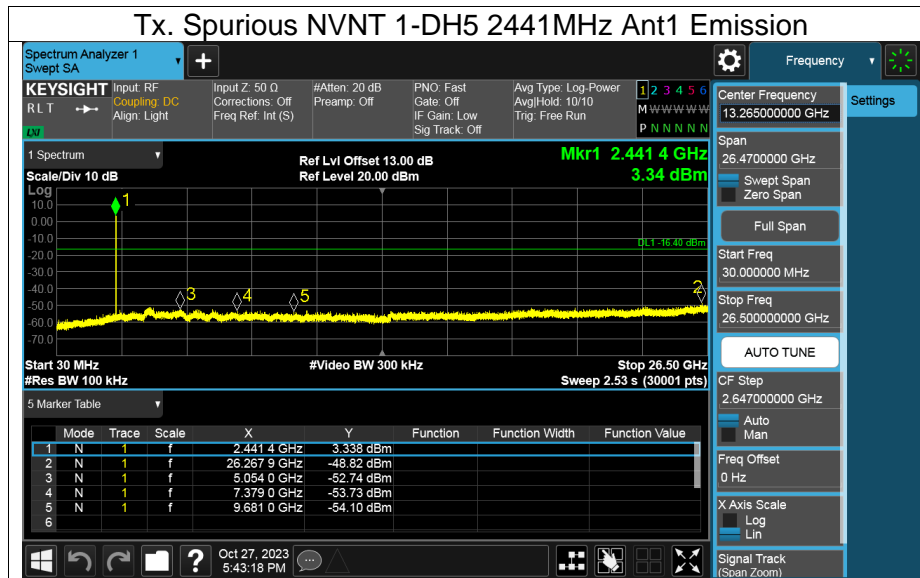 Tx. Spurious NVNT 1-DH5 2441MHz Ant1 Emission
Spectrum Analyzer 1
Swept SA
+
Frequency
KEYSIGHT
R L T
LXI
Input: RF
Coupling: DC
Align: Light
Input Z: 50 Ω
Corrections: Off
Freq Ref: Int (S)
#Atten: 20 dB
Preamp: Off
PNO: Fast
Gate: Off
IF Gain: Low
Sig Track: Off
Avg Type: Log-Power
Avg|Hold: 10/10
Trig: Free Run
1 2 3 4 5 6
M W W W W W
P N N N N N
Center Frequency
13.265000000 GHz
Settings
1 Spectrum
Scale/Div 10 dB
Ref Lvl Offset 13.00 dB
Ref Level 20.00 dBm
Mkr1 2.441 4 GHz
3.34 dBm
Span
26.4700000 GHz
Swept Span
Zero Span
Full Span
Start Freq
30.000000 MHz
Stop Freq
26.500000000 GHz
AUTO TUNE
CF Step
2.647000000 GHz
Auto
Man
Freq Offset
0 Hz
X Axis Scale
Log
Lin
Signal Track
(Span Zoom)
Log
10.0
0.00
-10.0
-20.0
-30.0
-40.0
-50.0
-60.0
-70.0
1
DL1 -16.40 dBm
3
4
5
2
Start 30 MHz
#Video BW 300 kHz
Stop 26.50 GHz
#Res BW 100 kHz
Sweep 2.53 s (30001 pts)
5 Marker Table
Mode Trace Scale X Y Function Function Width Function Value
1 N 1 f 2.441 4 GHz 3.338 dBm
2 N 1 f 26.267 9 GHz -48.82 dBm
3 N 1 f 5.054 0 GHz -52.74 dBm
4 N 1 f 7.379 0 GHz -53.73 dBm
5 N 1 f 9.681 0 GHz -54.10 dBm
6
?
Oct 27, 2023
5:43:18 PM